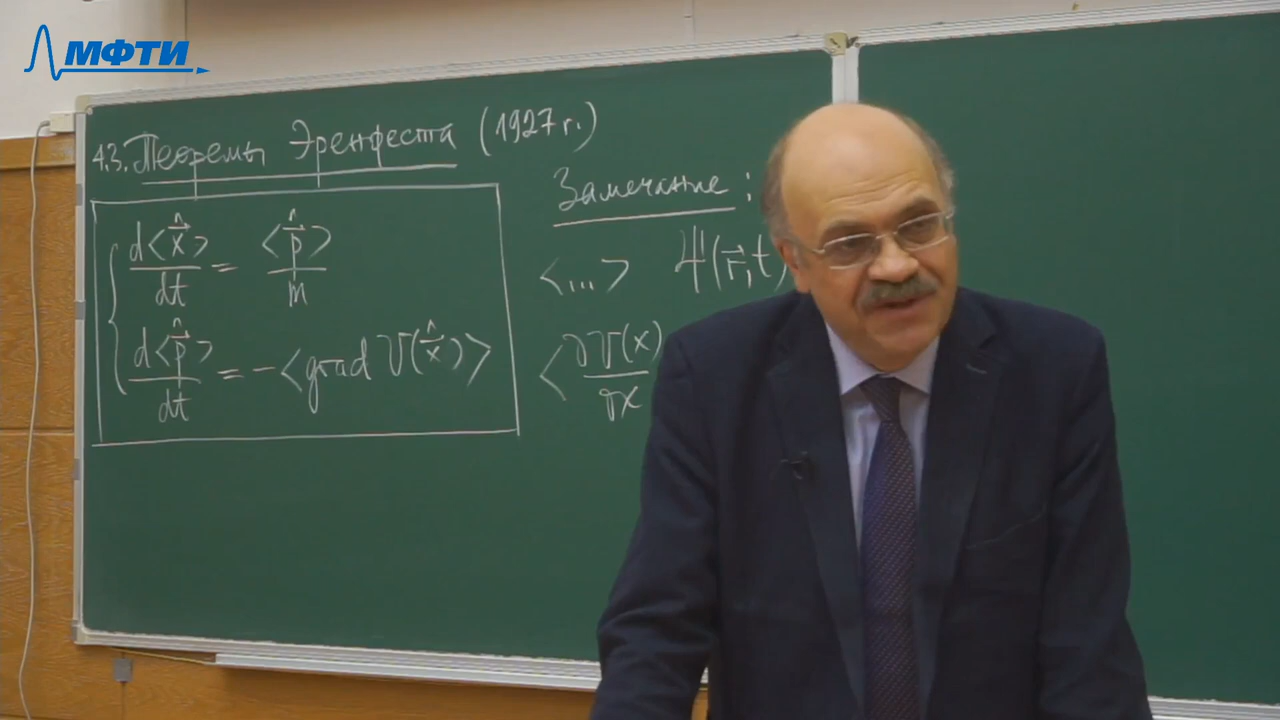 МФТИ
4.3. Теоремы Эренфеста (1927 г.)
d<x̂⃗>/dt = <p̂⃗>/m
d<p̂⃗>/dt = -<grad V(x̂⃗)>
Замечание:
<...> Ψ(r⃗,t)
<∂V(x)/∂x